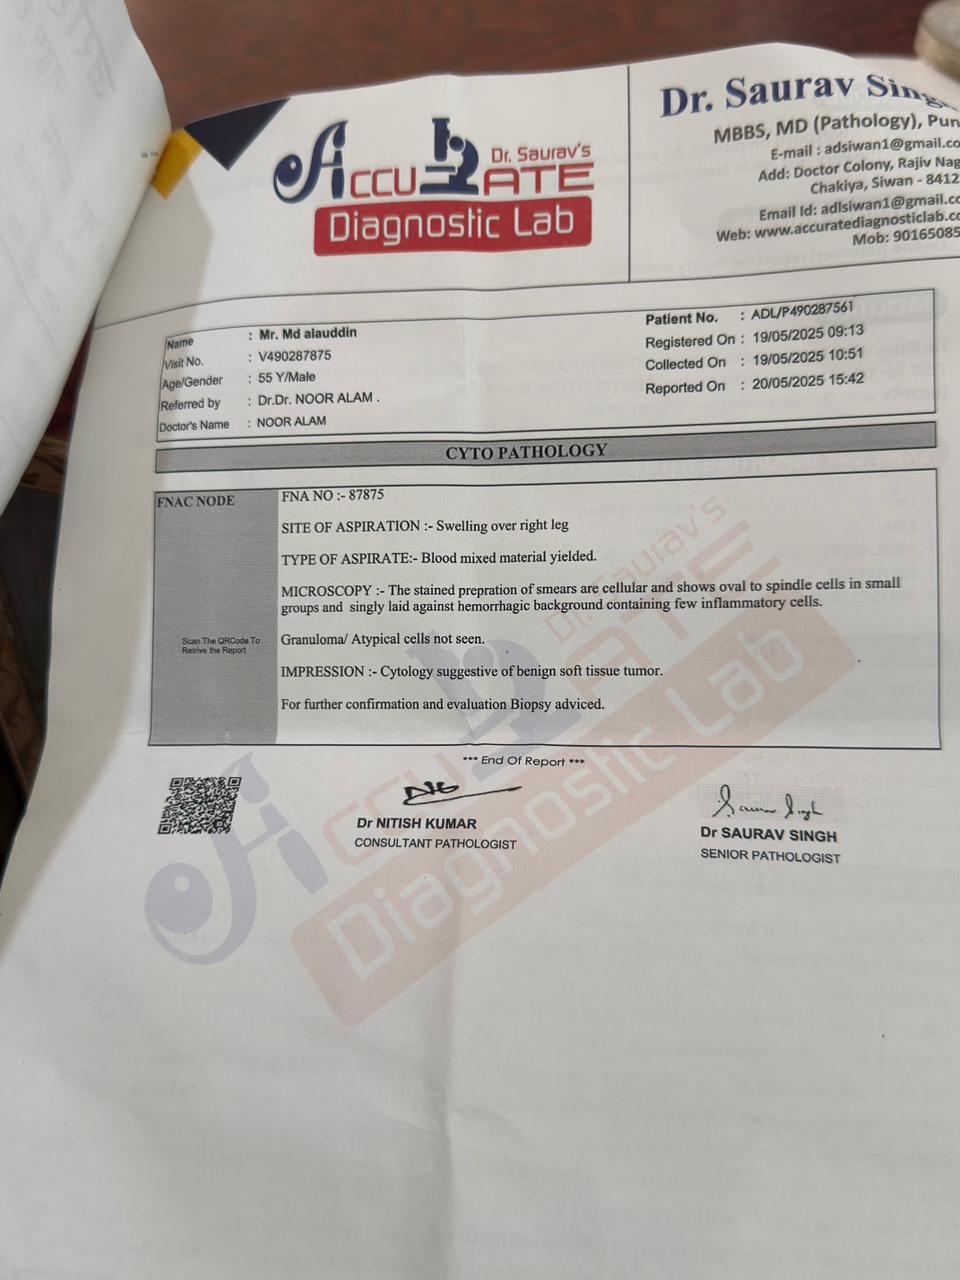 Dr. Saurav's
ACCURATE
Diagnostic Lab
Dr. Saurav Sing
MBBS, MD (Pathology), Pun
E-mail : adsiwan1@gmail.co
Add: Doctor Colony, Rajiv Nag
Chakiya, Siwan - 8412
Email Id: adlsiwan1@gmail.co
Web: www.accuratediagnosticlab.c
Mob: 90165085
Name : Mr. Md alauddin
Visit No. : V490287875
Age/Gender : 55 Y/Male
Referred by : Dr.Dr. NOOR ALAM .
Doctor's Name : NOOR ALAM
Patient No. : ADL/P490287561
Registered On : 19/05/2025 09:13
Collected On : 19/05/2025 10:51
Reported On : 20/05/2025 15:42
CYTO PATHOLOGY
FNAC NODE
FNA NO :- 87875
SITE OF ASPIRATION :- Swelling over right leg
TYPE OF ASPIRATE:- Blood mixed material yielded.
MICROSCOPY :- The stained prepration of smears are cellular and shows oval to spindle cells in small
groups and singly laid against hemorrhagic background containing few inflammatory cells.
Scan The QRCode To
Retrive the Report
Granuloma/ Atypical cells not seen.
IMPRESSION :- Cytology suggestive of benign soft tissue tumor.
For further confirmation and evaluation Biopsy adviced.
*** End Of Report ***
Dr NITISH KUMAR
CONSULTANT PATHOLOGIST
Saurav Singh
Dr SAURAV SINGH
SENIOR PATHOLOGIST
Dr. Saurav's
ACCURATE
Diagnostic Lab